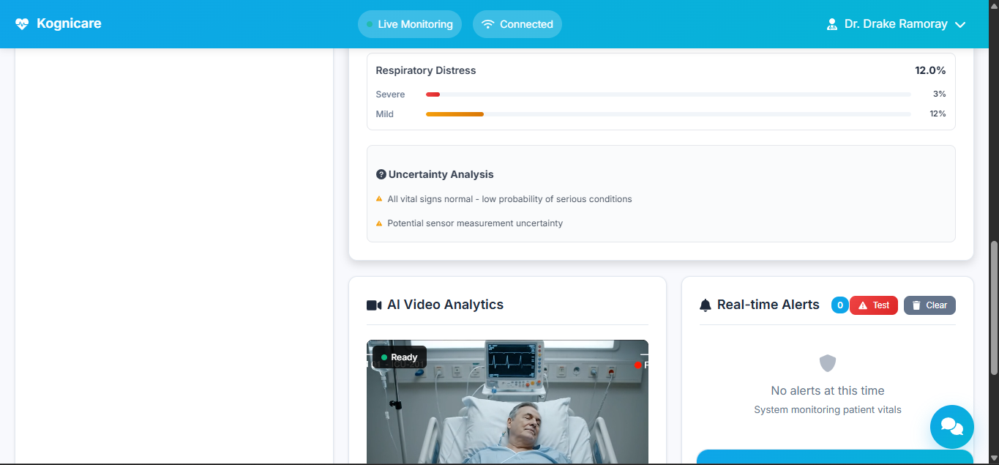 Kognicare
Live Monitoring
Connected
Dr. Drake Ramoray
Respiratory Distress
12.0%
Severe
3%
Mild
12%
Uncertainty Analysis
All vital signs normal - low probability of serious conditions
Potential sensor measurement uncertainty
AI Video Analytics
Ready
Real-time Alerts
0
Test
Clear
No alerts at this time
System monitoring patient vitals